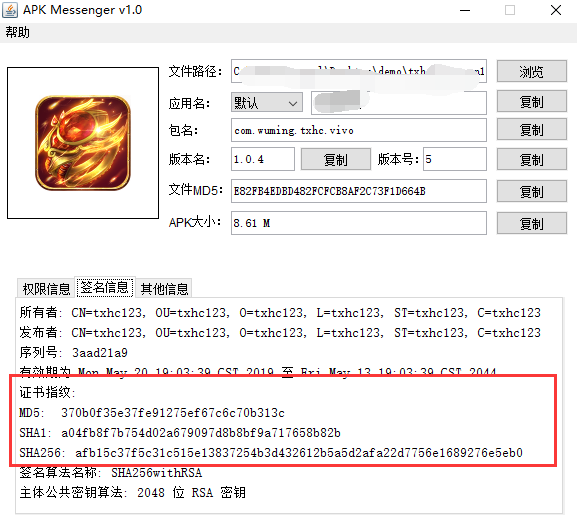 APK Messenger v1.0
帮助
文件路径: 浏览
应用名: 默认 复制
包名: com.wuming.txhc.vivo 复制
版本名: 1.0.4 复制 版本号: 5 复制
文件MD5: E82FB4EDBD482FCFCB8AF2C73F1D664B 复制
APK大小: 8.61 M 复制
权限信息 签名信息 其他信息
所有者: CN=txhc123, OU=txhc123, O=txhc123, L=txhc123, ST=txhc123, C=txhc123
发布者: CN=txhc123, OU=txhc123, O=txhc123, L=txhc123, ST=txhc123, C=txhc123
序列号: 3aad21a9
有效期为 Mon May 20 19:03:39 CST 2019 至 Fri May 13 19:03:39 CST 2044
证书指纹:
MD5: 370b0f35e37fe91275ef67c6c70b313c
SHA1: a04fb8f7b754d02a679097d8b8bf9a717658b82b
SHA256: afb15c37f5c31c515e13837254b3d432612b5a5d2afa22d7756e1689276e5eb0
签名算法名称: SHA256withRSA
主体公共密钥算法: 2048 位 RSA 密钥